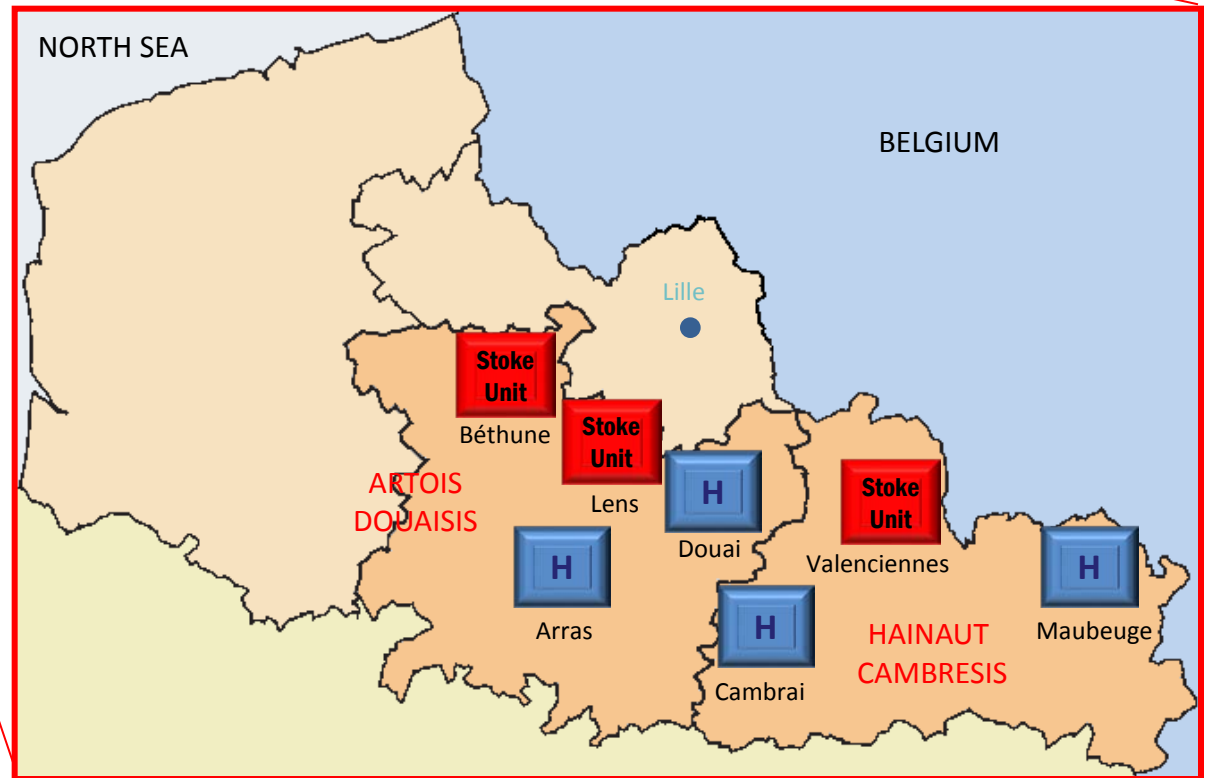 NORTH SEA
BELGIUM
Lille
Stoke
Unit
Béthune
Stoke
Unit
Lens
ARTOIS
DOUAISIS
H
Douai
Stoke
Unit
Valenciennes
H
Arras
H
Cambrai
HAINAUT
CAMBRESIS
H
Maubeuge